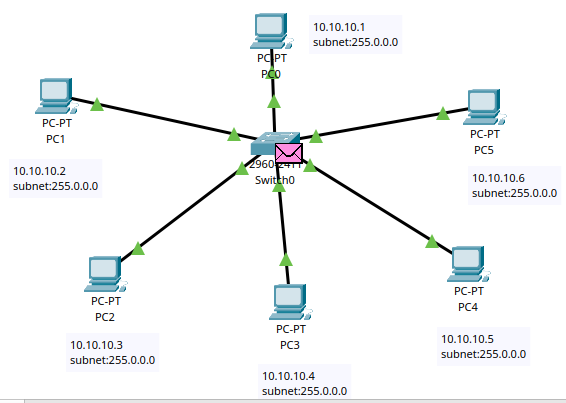 10.10.10.1
subnet:255.0.0.0
PC-PT
PC0
PC-PT
PC1
10.10.10.2
subnet:255.0.0.0
PC-PT
PC5
10.10.10.6
subnet:255.0.0.0
Switch0
PC-PT
PC2
10.10.10.3
subnet:255.0.0.0
PC-PT
PC3
10.10.10.4
subnet:255.0.0.0
PC-PT
PC4
10.10.10.5
subnet:255.0.0.0